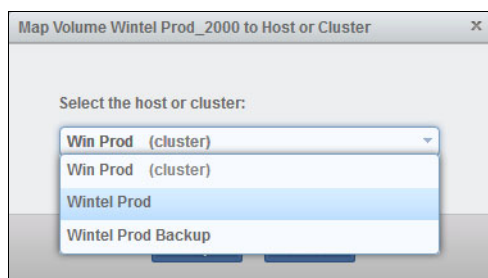 Map Volume Wintel Prod_2000 to Host or Cluster x
Select the host or cluster:
Win Prod (cluster)
Win Prod (cluster)
Wintel Prod
Wintel Prod Backup